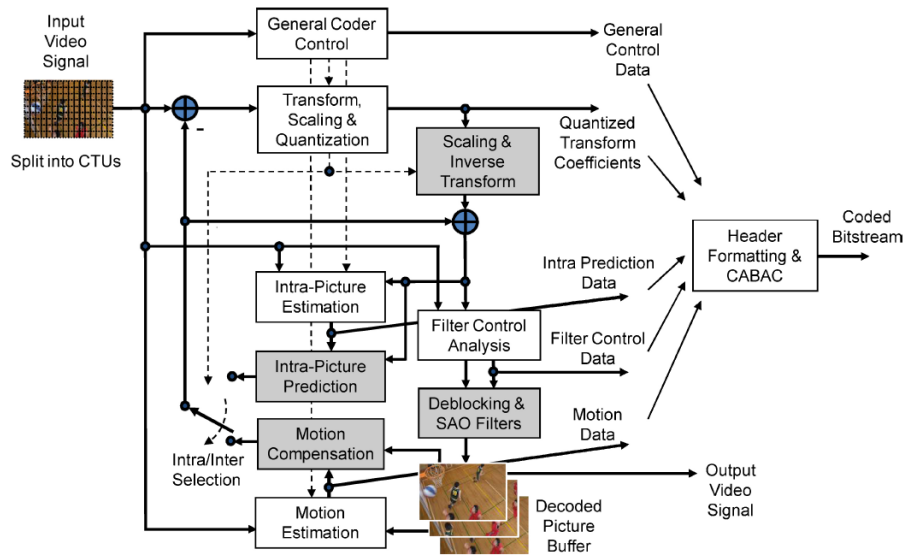 Input
Video
Signal
Split into CTUs
General Coder
Control
Transform,
Scaling &
Quantization
-
Scaling &
Inverse
Transform
General
Control
Data
Quantized
Transform
Coefficients
Header
Formatting &
CABAC
Coded
Bitstream
Intra-Picture
Estimation
Intra Prediction
Data
Filter Control
Analysis
Filter Control
Data
Intra-Picture
Prediction
Deblocking &
SAO Filters
Motion
Compensation
Motion
Data
Intra/Inter
Selection
Motion
Estimation
Decoded
Picture
Buffer
Output
Video
Signal